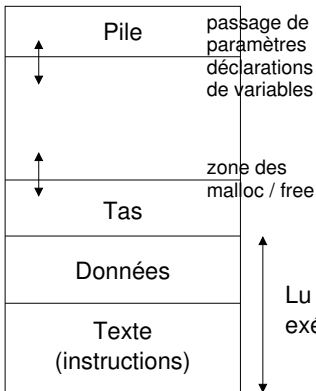 Pile
passage de
paramètres
déclarations
de variables
zone des
malloc / free
Tas
Données
Lu
Texte
(instructions)